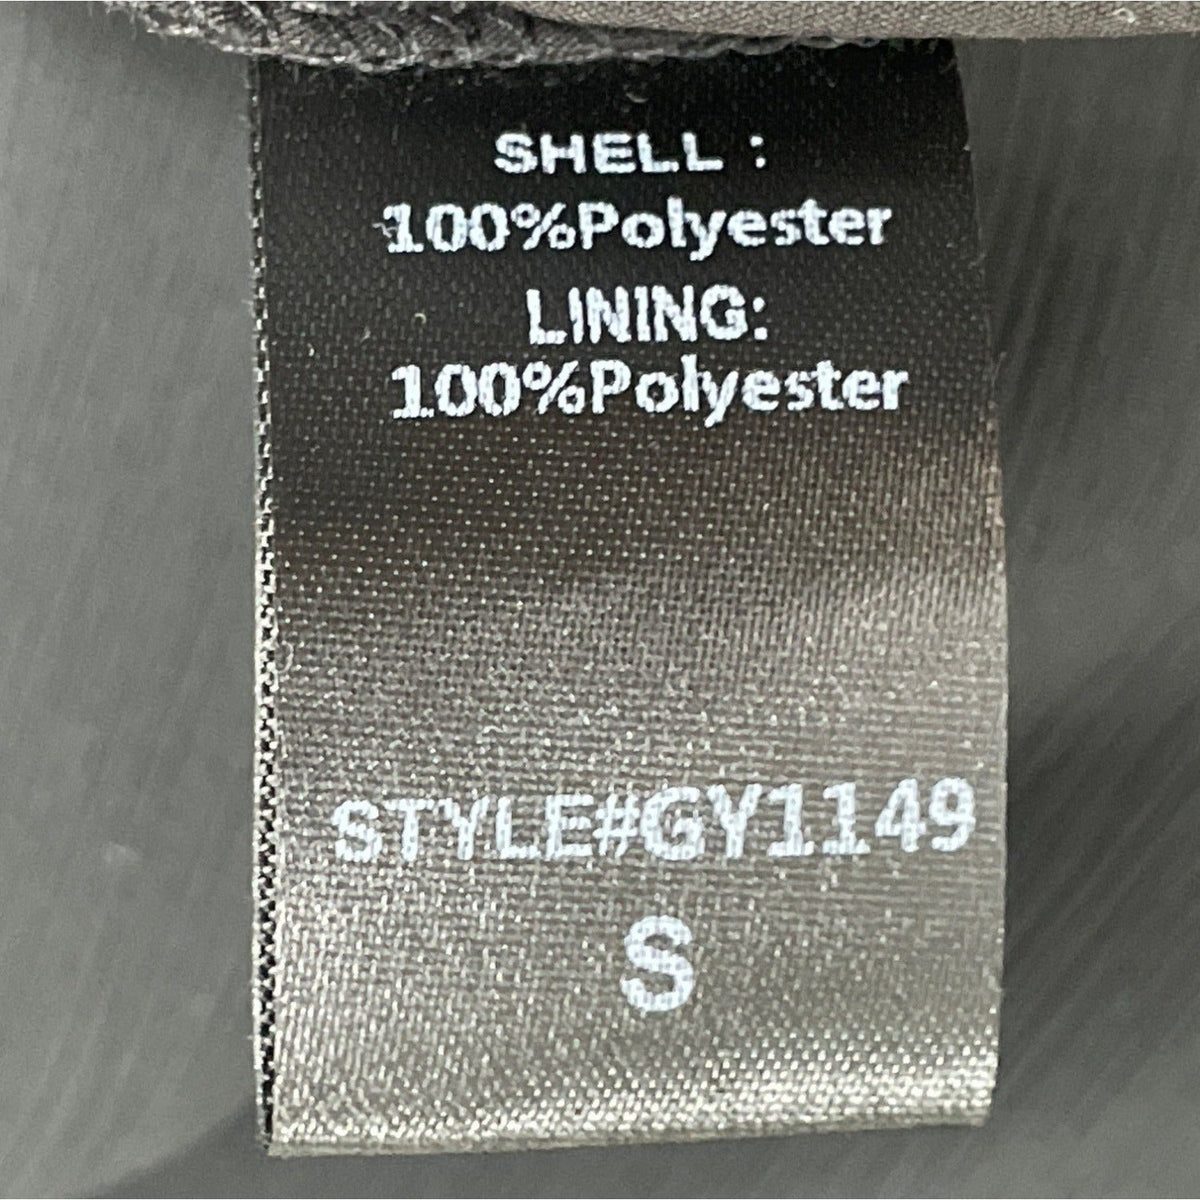 SHELL :
100%Polyester
LINING:
100%Polyester
STYLE#GY1149
S